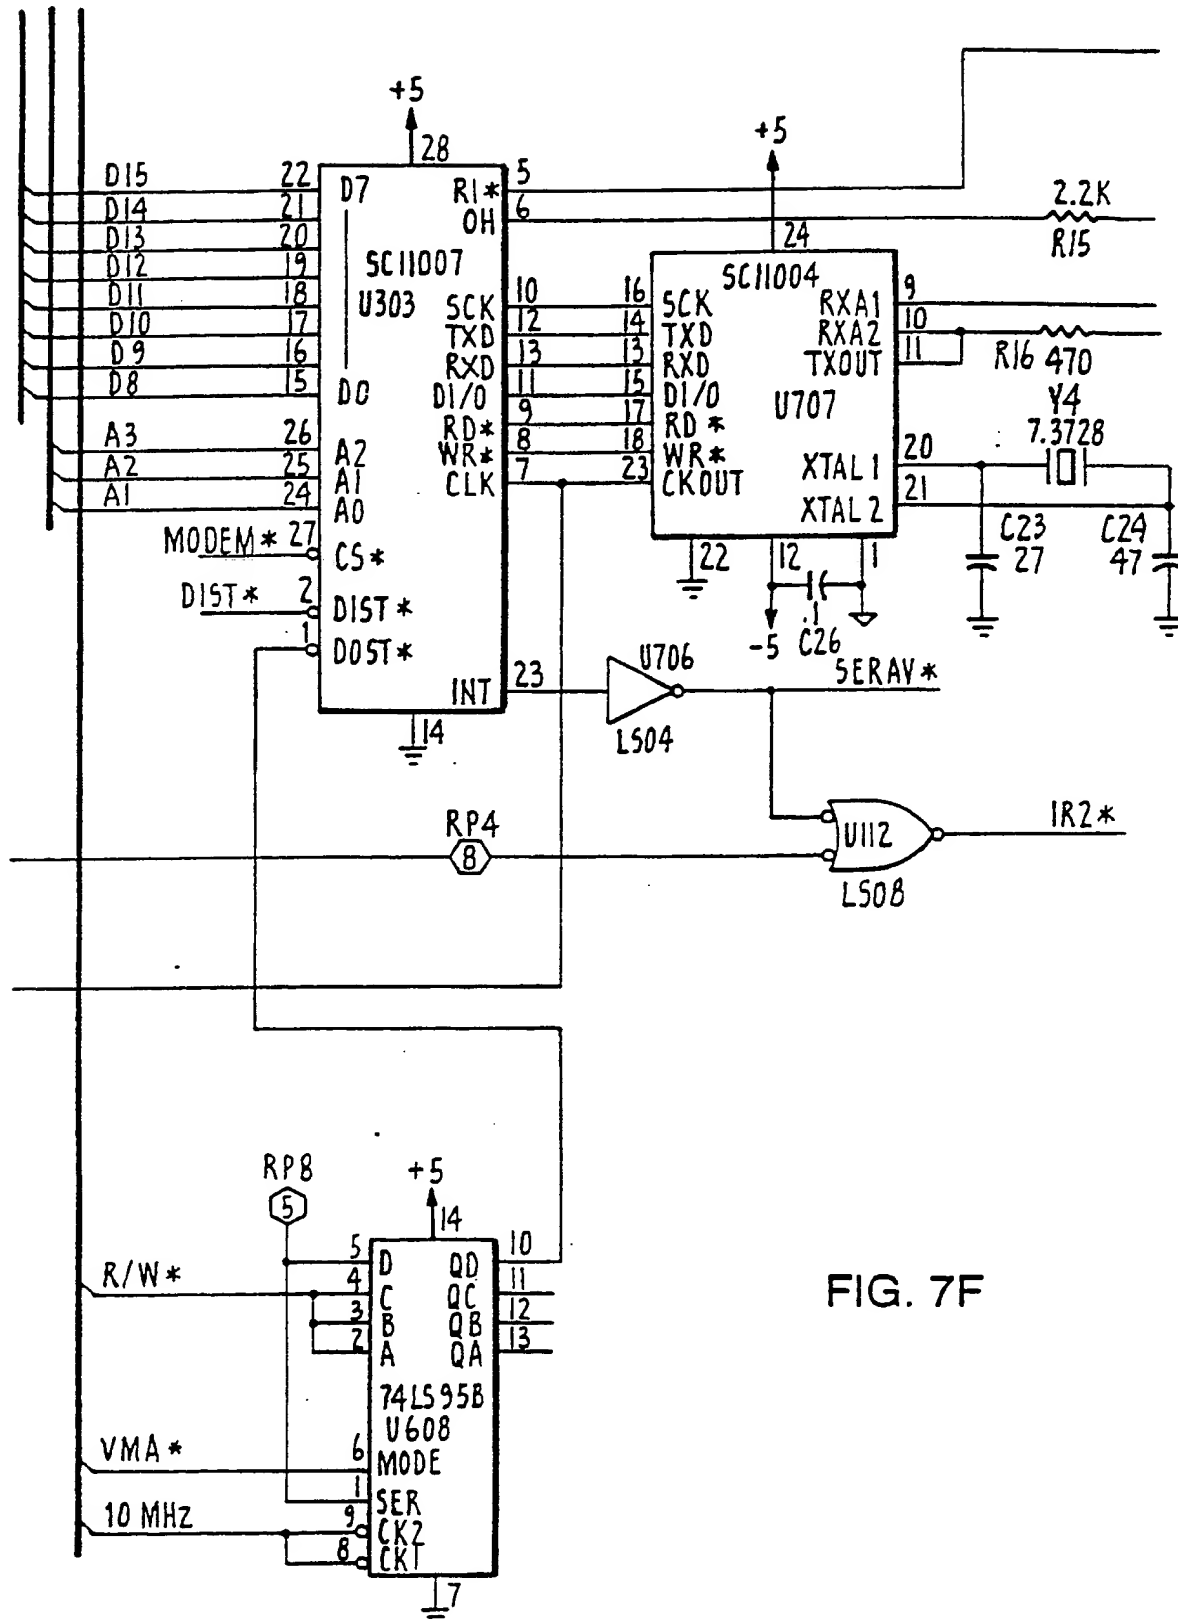 +5
28
+5
24
D15 22 D7 RI* 5
D14 21 OH 6
2.2K
R15
D13 20
D12 19 SC11007
D11 18 U303 SCK 10 16 SCK
D10 17 TXD 12 14 TXD
D9 16 RXD 13 13 RXD
D8 15 D0 DI/O 11 15 DI/O
RD* 9 17 RD*
A3 26 A2 WR* 8 18 WR*
A2 25 A1 CLK 7 23 CKOUT
A1 24 A0
SC11004
RXA1 9
RXA2 10
TXOUT 11
R16 470
U707
Y4
7.3728
XTAL1 20
XTAL2 21
C23
27
C24
47
MODEM* 27 CS*
DIST* 2 DIST*
1 DOST*
22 12 1
-5 .1
C26
INT 23
14
U706
LS04
SERAV*
RP4
8
U112
LS08
IR2*
RP8
5
+5
14
5 D QD 10
R/W* 4 C QC 11
3 B QB 12
2 A QA 13
74LS95B
U608
VMA* 6 MODE
1 SER
10 MHZ 9 CK2
8 CK1
7
FIG. 7F